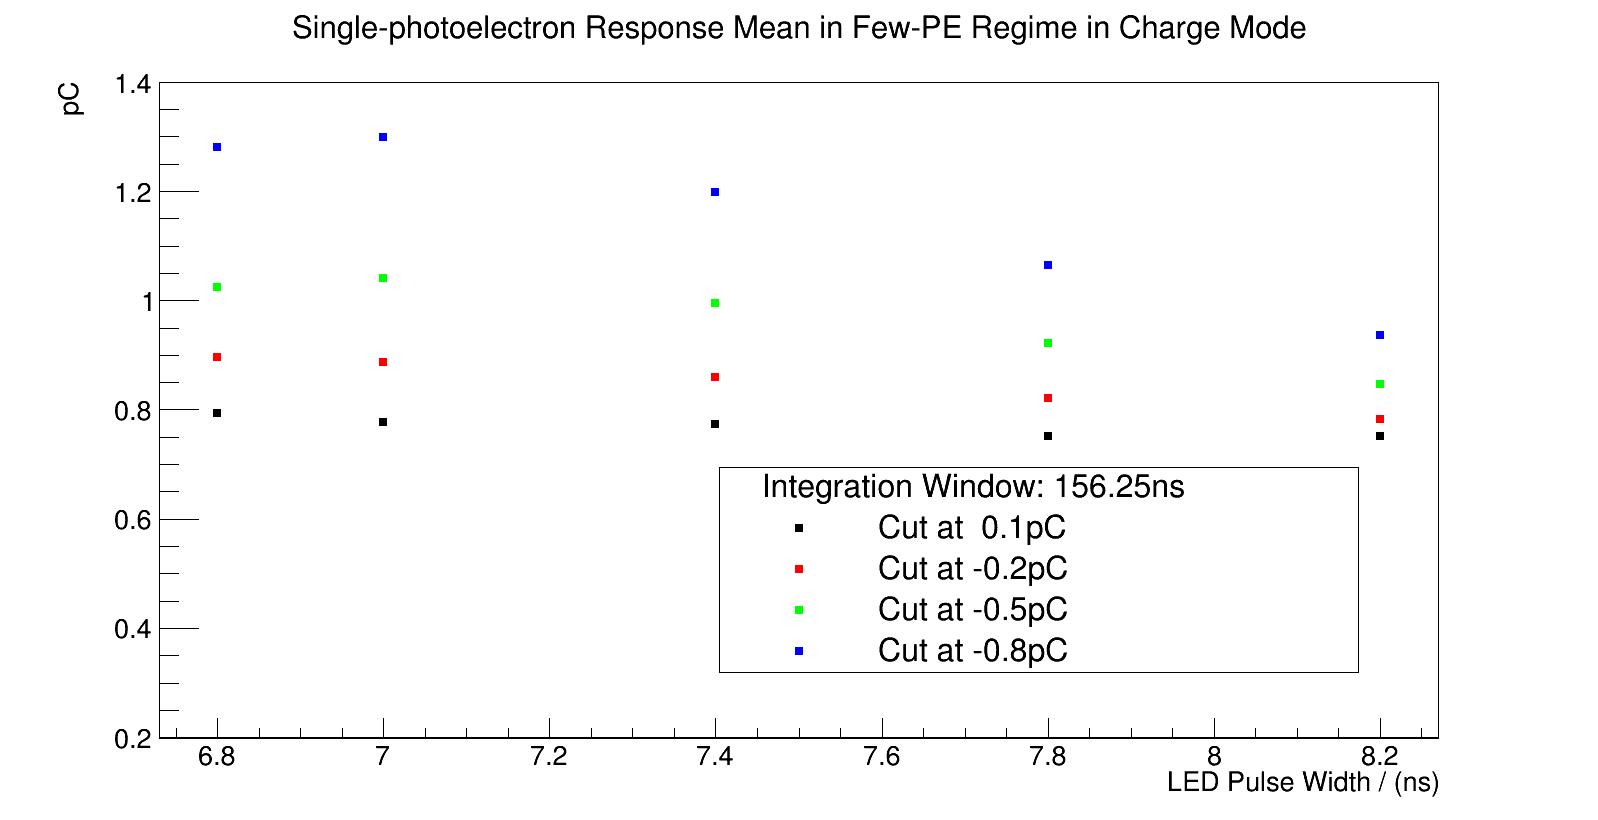 Single-photoelectron Response Mean in Few-PE Regime in Charge Mode
pC
1.4
1.2
1
0.8
0.6
0.4
0.2
Integration Window: 156.25ns
Cut at  0.1pC
Cut at -0.2pC
Cut at -0.5pC
Cut at -0.8pC
6.8 7 7.2 7.4 7.6 7.8 8 8.2
LED Pulse Width / (ns)